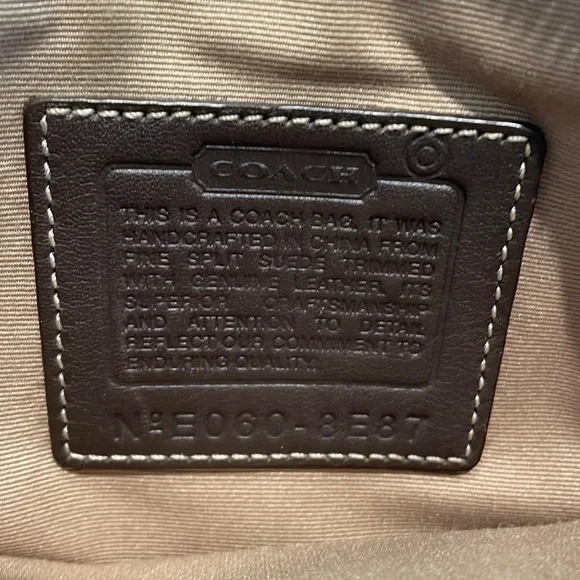 COACH
THIS IS A COACH BAG. IT WAS
HANDCRAFTED IN CHINA FROM
FINE SPLIT SUEDE TRIMMED
WITH GENUINE LEATHER. ITS
SUPERIOR CRAFTSMANSHIP
AND ATTENTION TO DETAIL
REFLECT OUR COMMITMENT TO
ENDURING QUALITY.
Nº E060-8E87